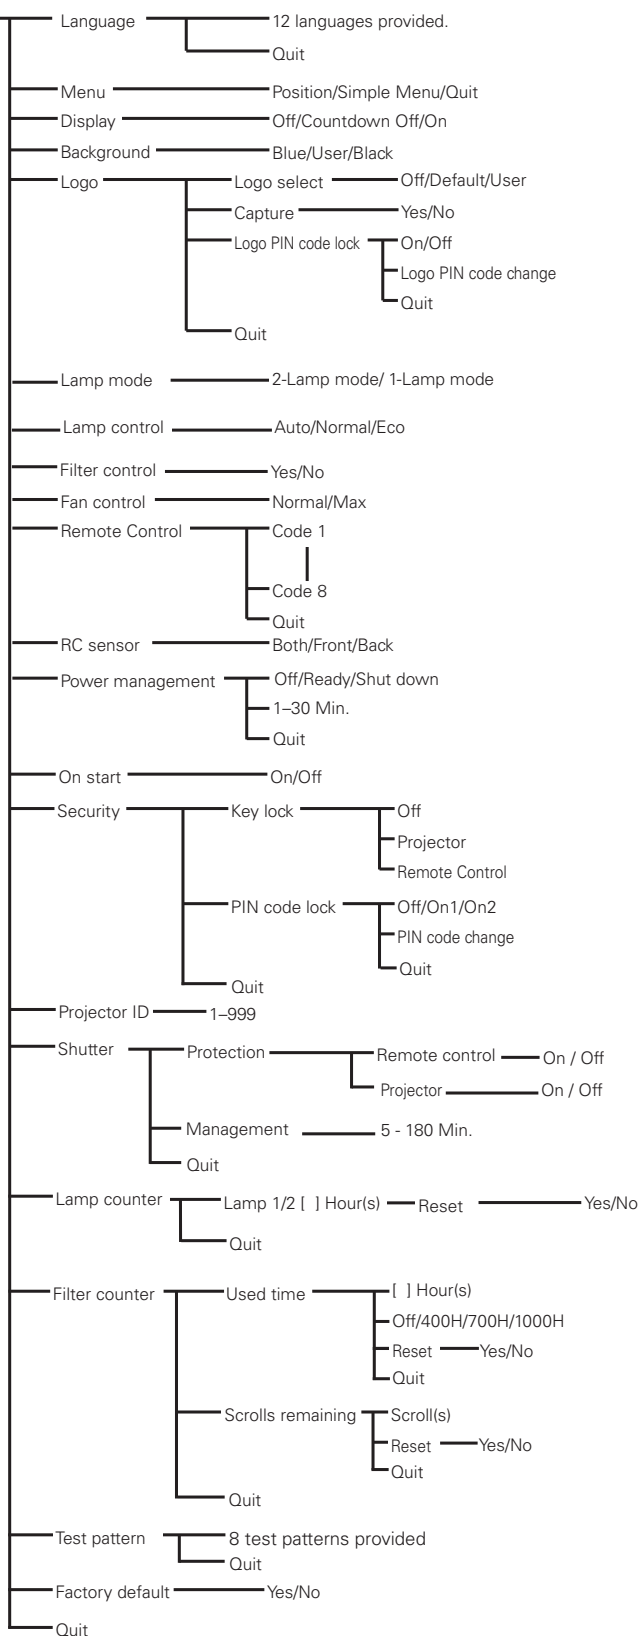 Language 12 languages provided.
Quit
Menu Position/Simple Menu/Quit
Display Off/Countdown Off/On
Background Blue/User/Black
Logo Logo select Off/Default/User
Capture Yes/No
Logo PIN code lock On/Off
Logo PIN code change
Quit
Quit
Lamp mode 2-Lamp mode/ 1-Lamp mode
Lamp control Auto/Normal/Eco
Filter control Yes/No
Fan control Normal/Max
Remote Control Code 1
Code 8
Quit
RC sensor Both/Front/Back
Power management Off/Ready/Shut down
1–30 Min.
Quit
On start On/Off
Security Key lock Off
Projector
Remote Control
PIN code lock Off/On1/On2
PIN code change
Quit
Quit
Projector ID 1–999
Shutter Protection Remote control On / Off
Projector On / Off
Management 5 - 180 Min.
Quit
Lamp counter Lamp 1/2 [ ] Hour(s) Reset Yes/No
Quit
Filter counter Used time [ ] Hour(s)
Off/400H/700H/1000H
Reset Yes/No
Quit
Scrolls remaining Scroll(s)
Reset Yes/No
Quit
Quit
Test pattern 8 test patterns provided
Quit
Factory default Yes/No
Quit